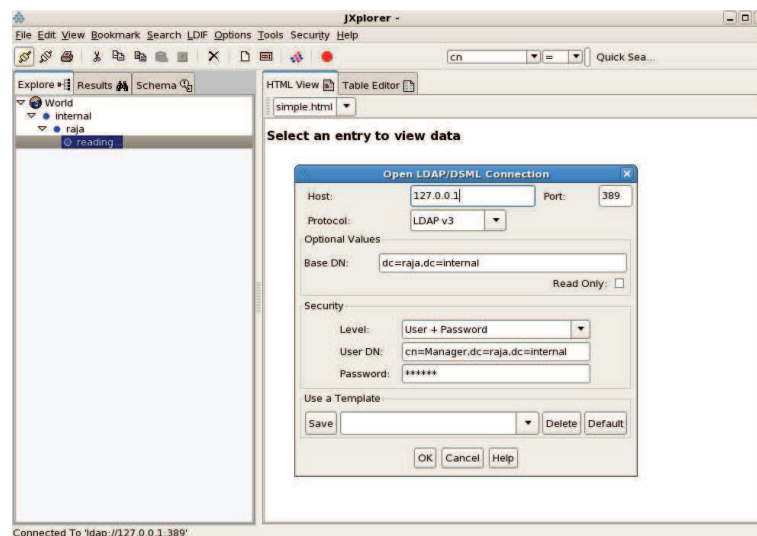 JXplorer -
File Edit View Bookmark Search LDIF Options Tools Security Help
cn = Quick Sea...
Explore Results Schema
HTML View Table Editor
World
internal
raja
reading...
simple.html
Select an entry to view data
Open LDAP/DSML Connection
Host: 127.0.0.1 Port: 389
Protocol: LDAP v3
Optional Values
Base DN: dc=raja,dc=internal
Read Only:
Security
Level: User + Password
User DN: cn=Manager,dc=raja,dc=internal
Password: ******
Use a Template
Save Delete Default
OK Cancel Help
Connected To 'ldap://127.0.0.1:389'